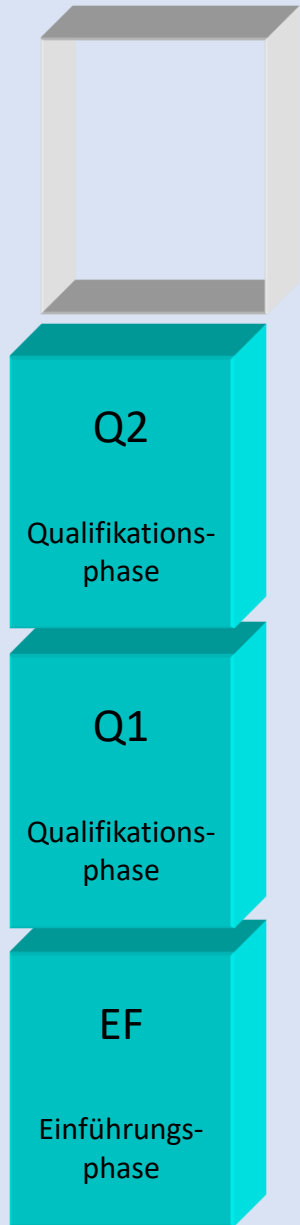 Q2
Qualifikations-
phase
Q1
Qualifikations-
phase
EF
Einführungs-
phase